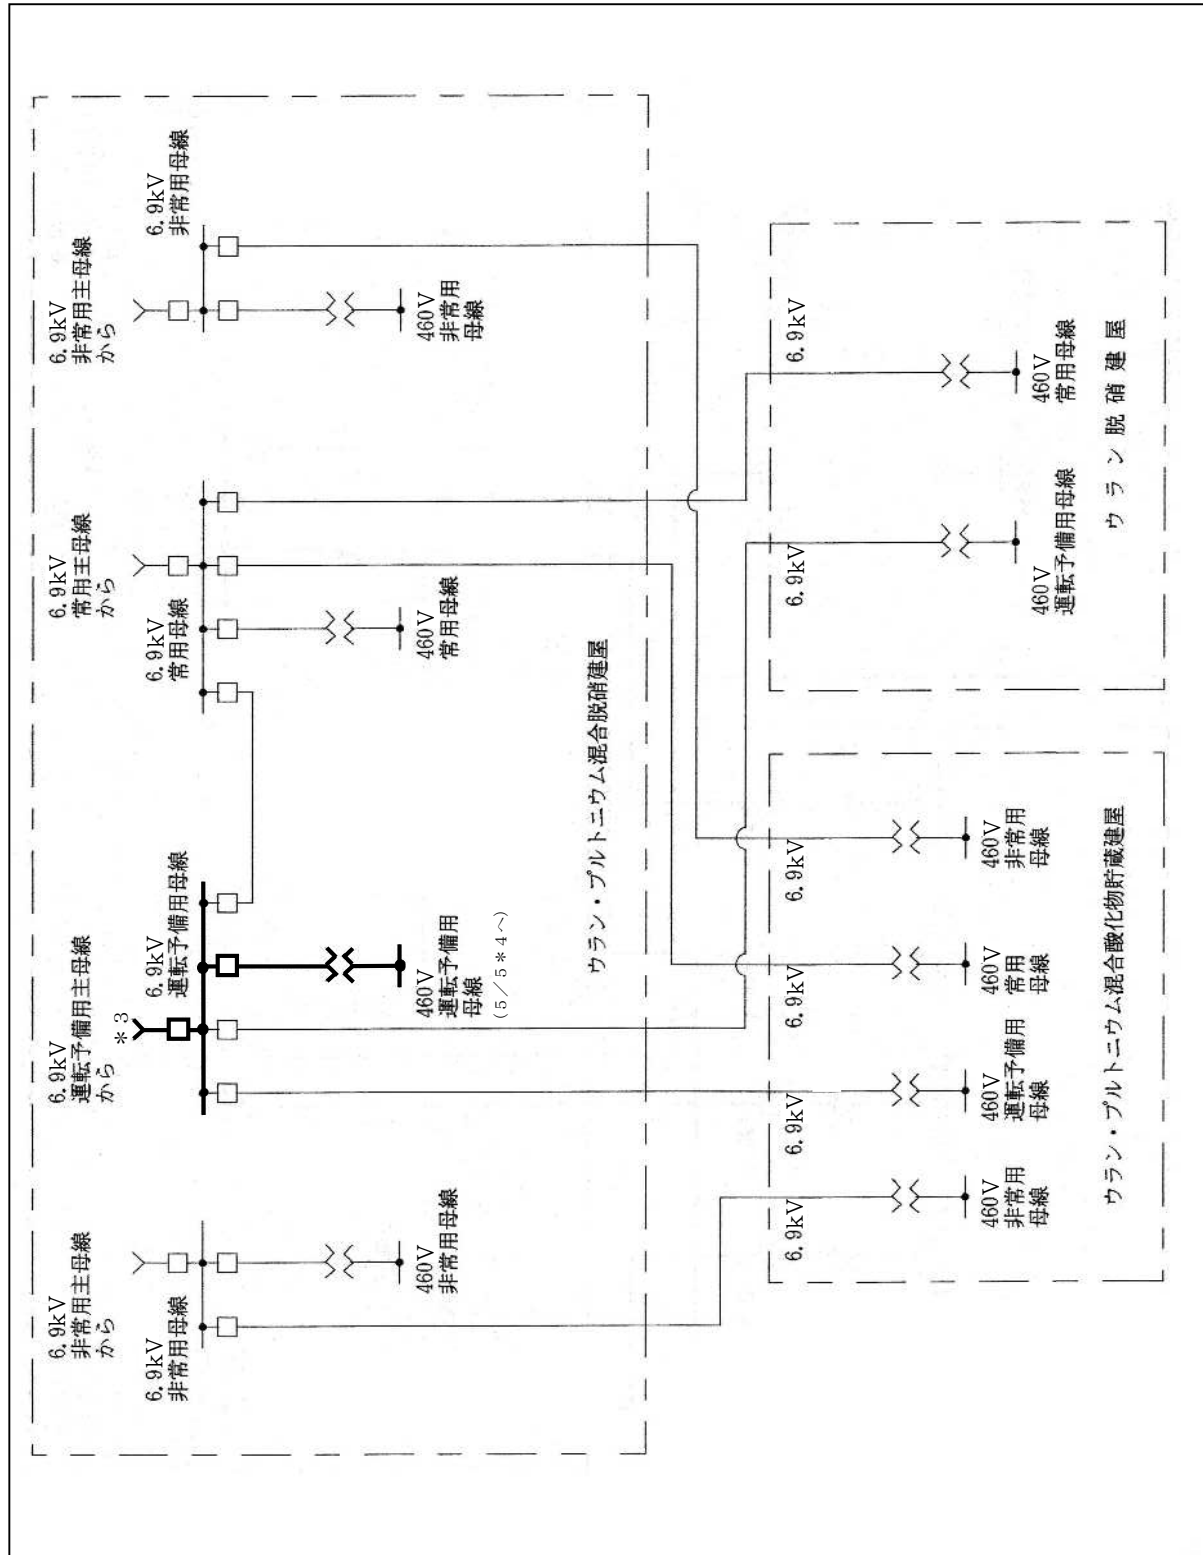 6.9kV
非常用主母線
から
6.9kV
運転予備用主母線
から
*3
6.9kV
常用主母線
から
6.9kV
非常用主母線
から
6.9kV
非常用母線
6.9kV
運転予備用母線
6.9kV
常用母線
6.9kV
非常用母線
460V
非常用母線
460V
運転予備用
母線
(5/5*4へ)
460V
常用母線
460V
非常用
母線
ウラン・プルトニウム混合脱硝建屋
6.9kV
6.9kV
6.9kV
6.9kV
6.9kV
6.9kV
460V
非常用
母線
460V
運転予備用
母線
460V
常用
母線
460V
非常用
母線
460V
運転予備用母線
460V
常用母線
ウラン・プルトニウム混合酸化物貯蔵建屋
ウラン脱硝建屋